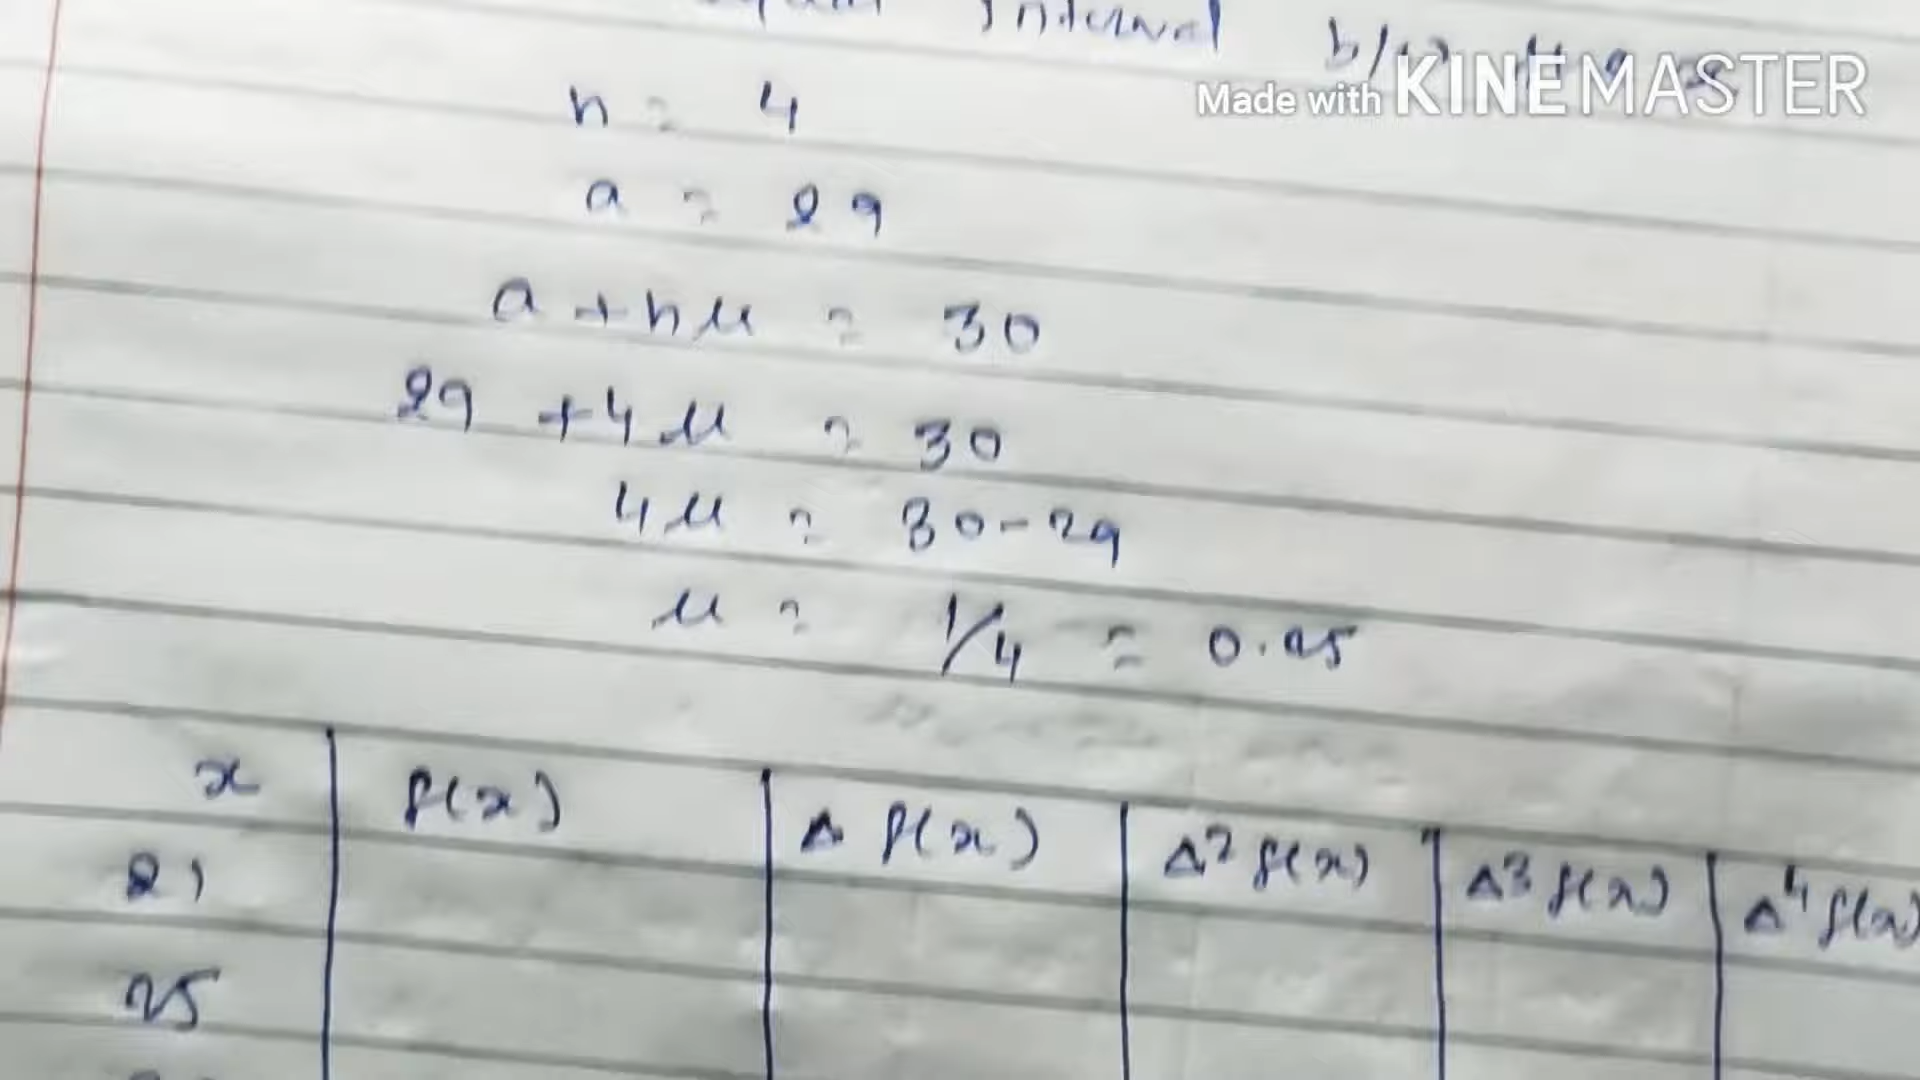 Interval b/w
Made with KINEMASTER
h = 4
a = 29
a + hu = 30
29 + 4u = 30
4u = 30 - 29
u = 1/4 = 0.25
x f(x) Δ f(x) Δ² f(x) Δ³ f(x) Δ⁴ f(x)
21
25